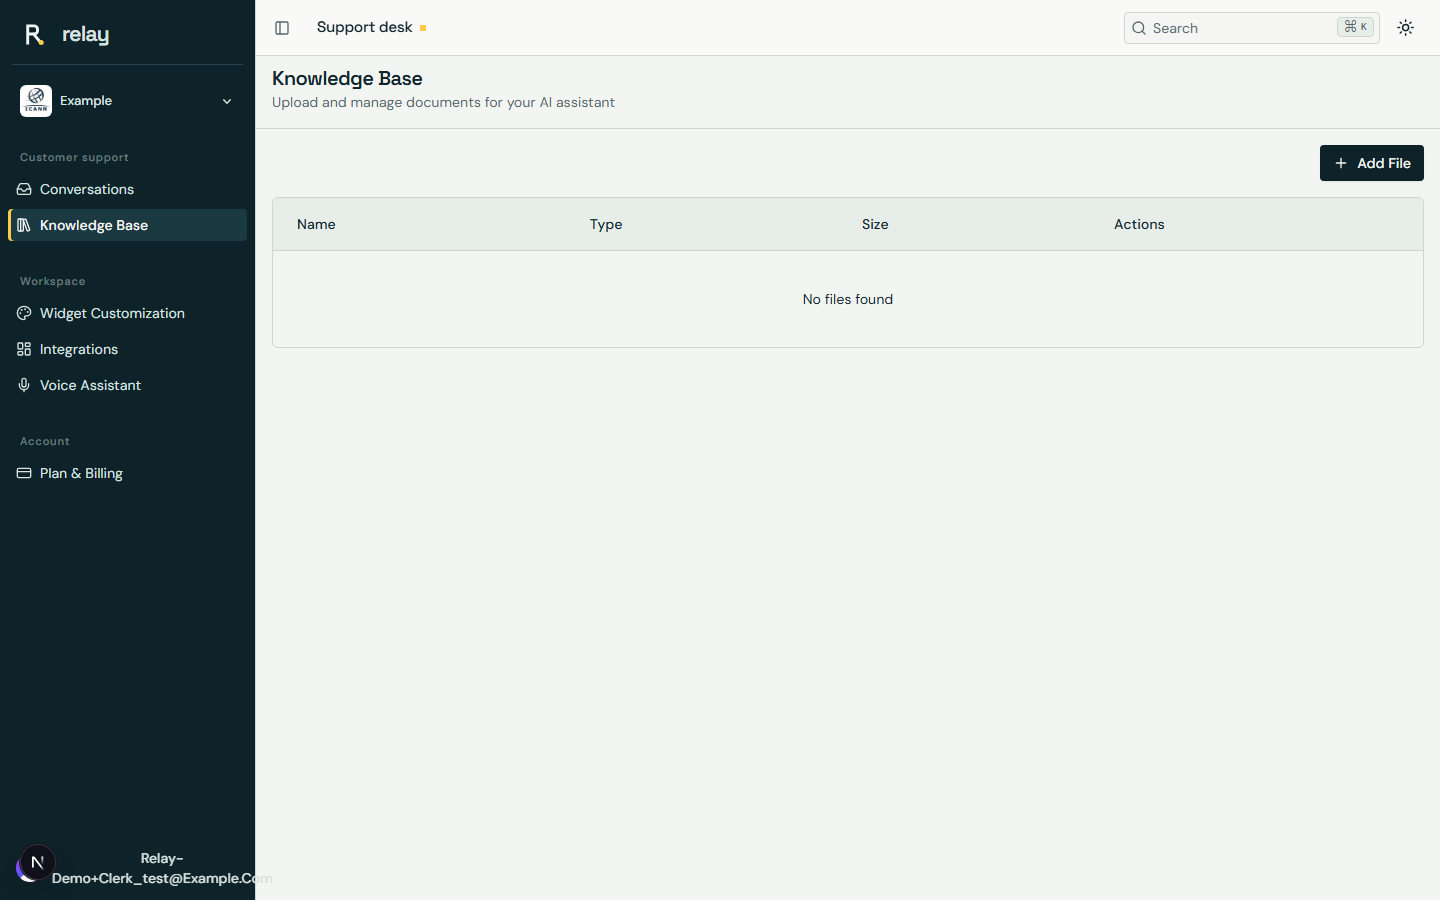 R. relay
Support desk
Search
⌘ K
ICANN
Example
Knowledge Base
Upload and manage documents for your AI assistant
Customer support
Conversations
Knowledge Base
Add File
Name Type Size Actions
No files found
Workspace
Widget Customization
Integrations
Voice Assistant
Account
Plan & Billing
N
Relay-
Demo+Clerk_test@Example.Com